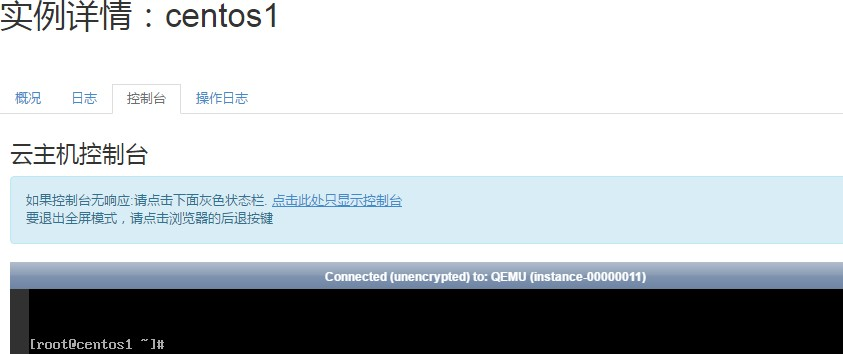 实例详情：centos1
概况 日志 控制台 操作日志
云主机控制台
如果控制台无响应:请点击下面灰色状态栏. 点击此处只显示控制台
要退出全屏模式，请点击浏览器的后退按键
Connected (unencrypted) to: QEMU (instance-00000011)
[root@centos1 ~]#